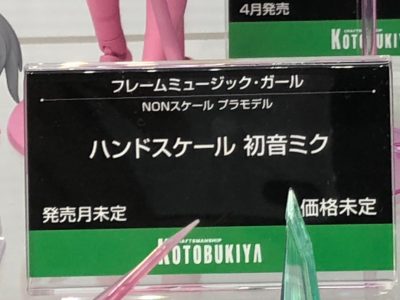 4月発売
KOTOBUKIYA
フレームミュージック・ガール
NONスケール プラモデル
ハンドスケール 初音ミク
発売月未定
価格未定
CRAFTSMANSHIP
KOTOBUKIYA